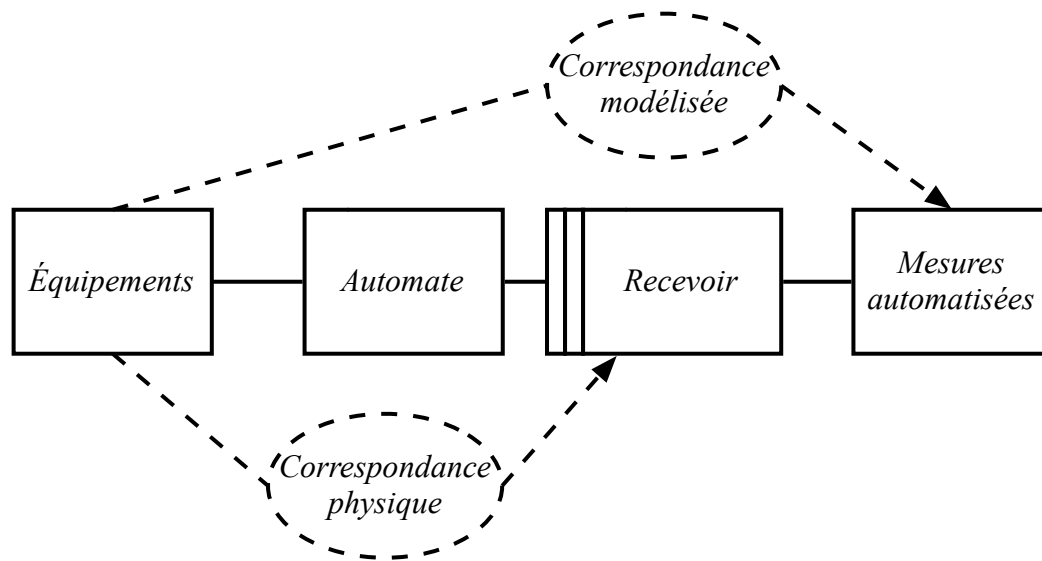 Correspondance
modélisée
Équipements
Automate
Recevoir
Mesures
automatisées
Correspondance
physique